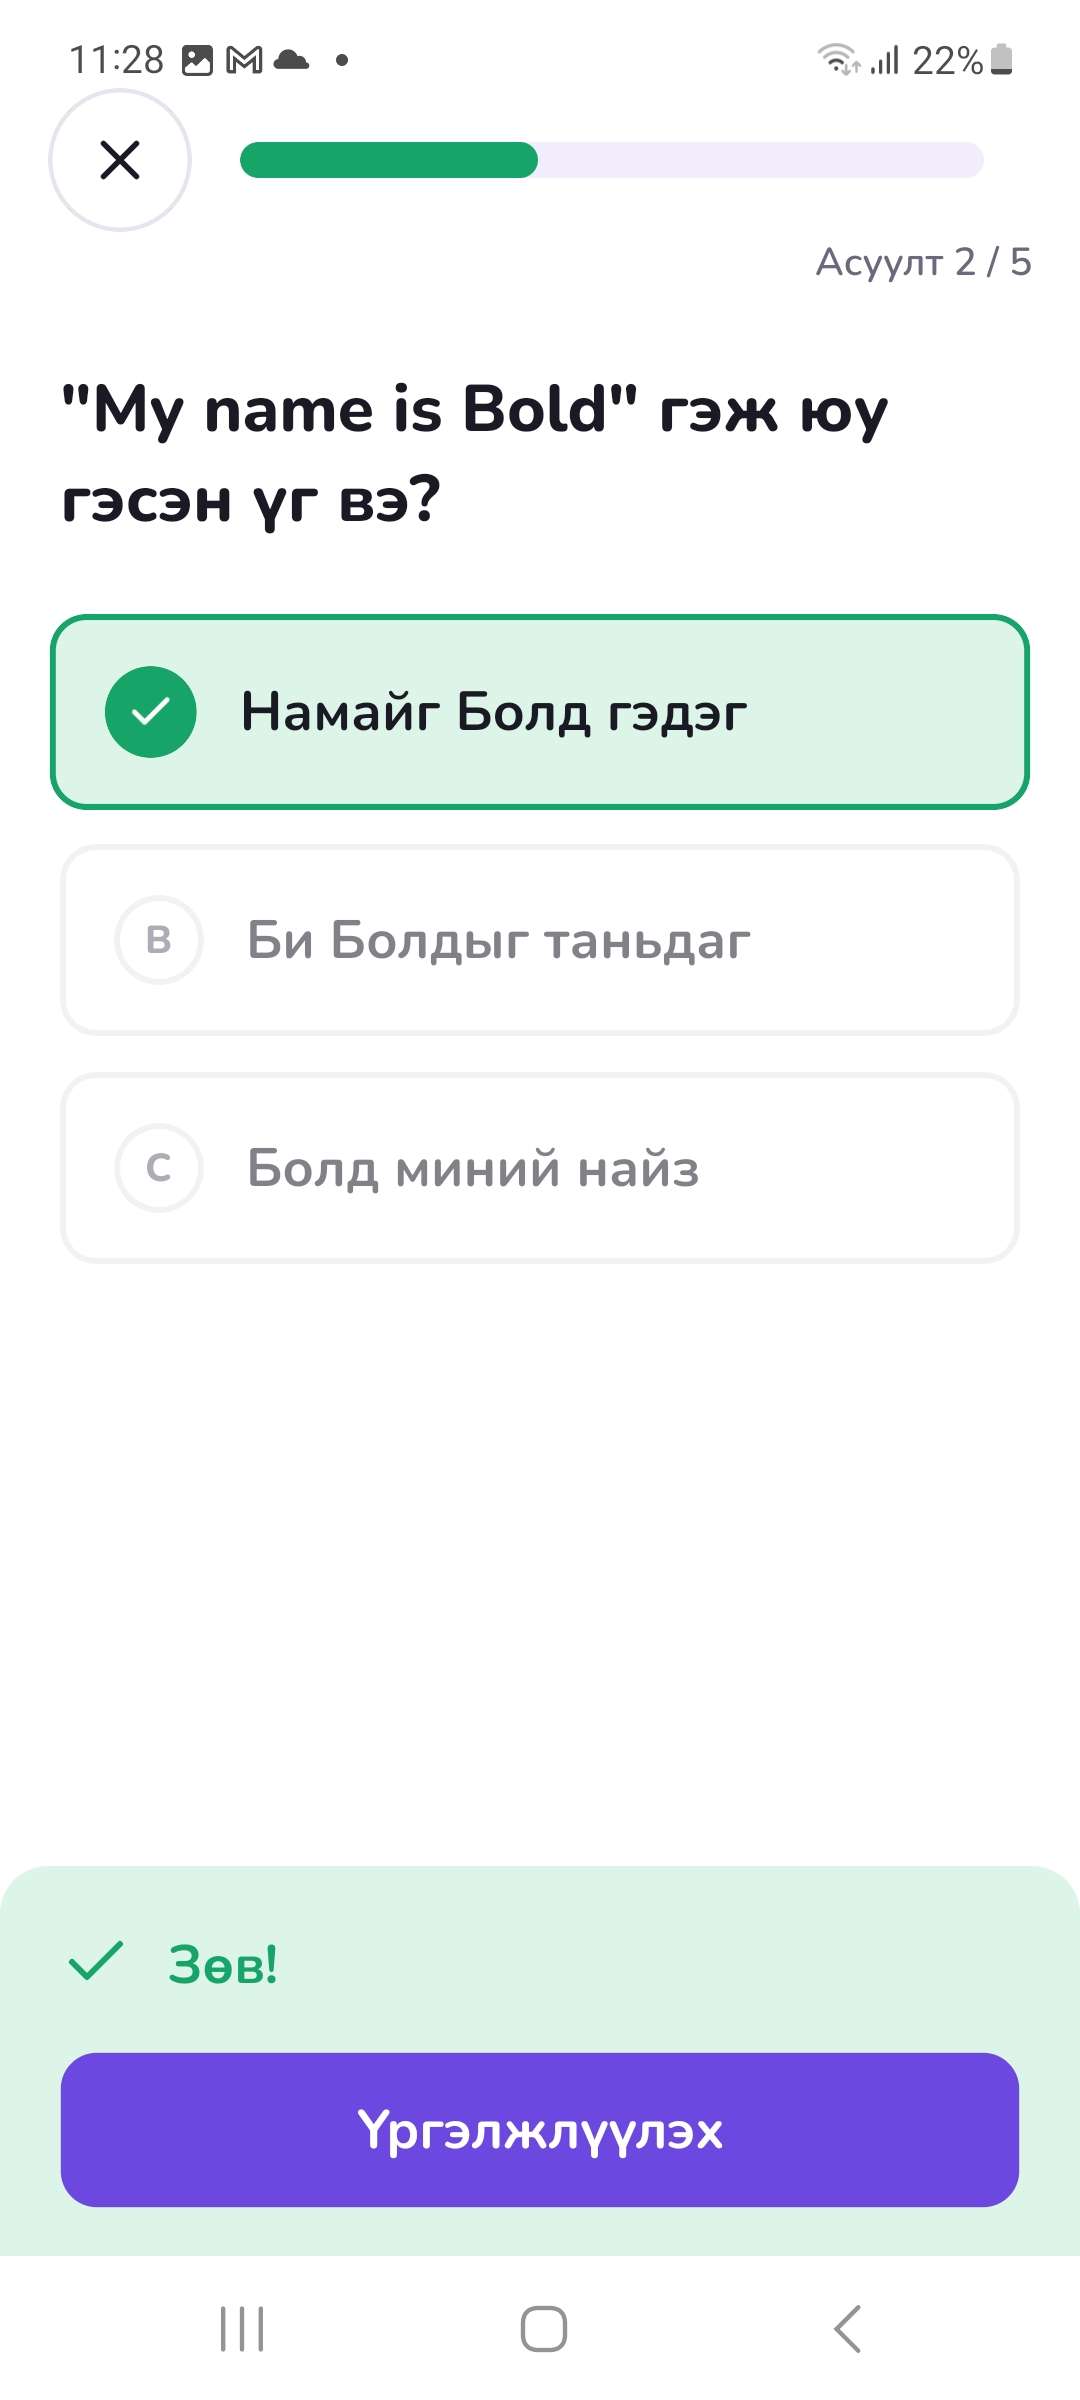 11:28
22%
Асуулт 2 / 5
"My name is Bold" гэж юу
гэсэн үг вэ?
Намайг Болд гэдэг
B Би Болдыг таньдаг
C Болд миний найз
Зөв!
Үргэлжлүүлэх